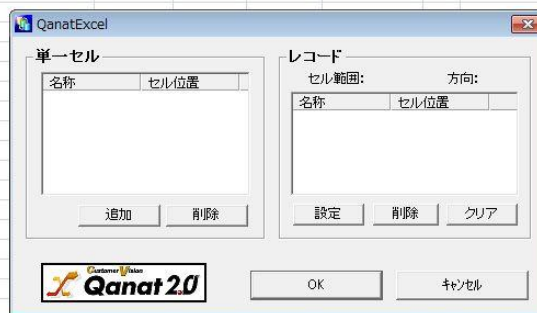 QanatExcel
単一セル
名称 セル位置
追加 削除
レコード
セル範囲: 方向:
名称 セル位置
設定 削除 クリア
Customer Vision
Qanat 2.0
OK キャンセル